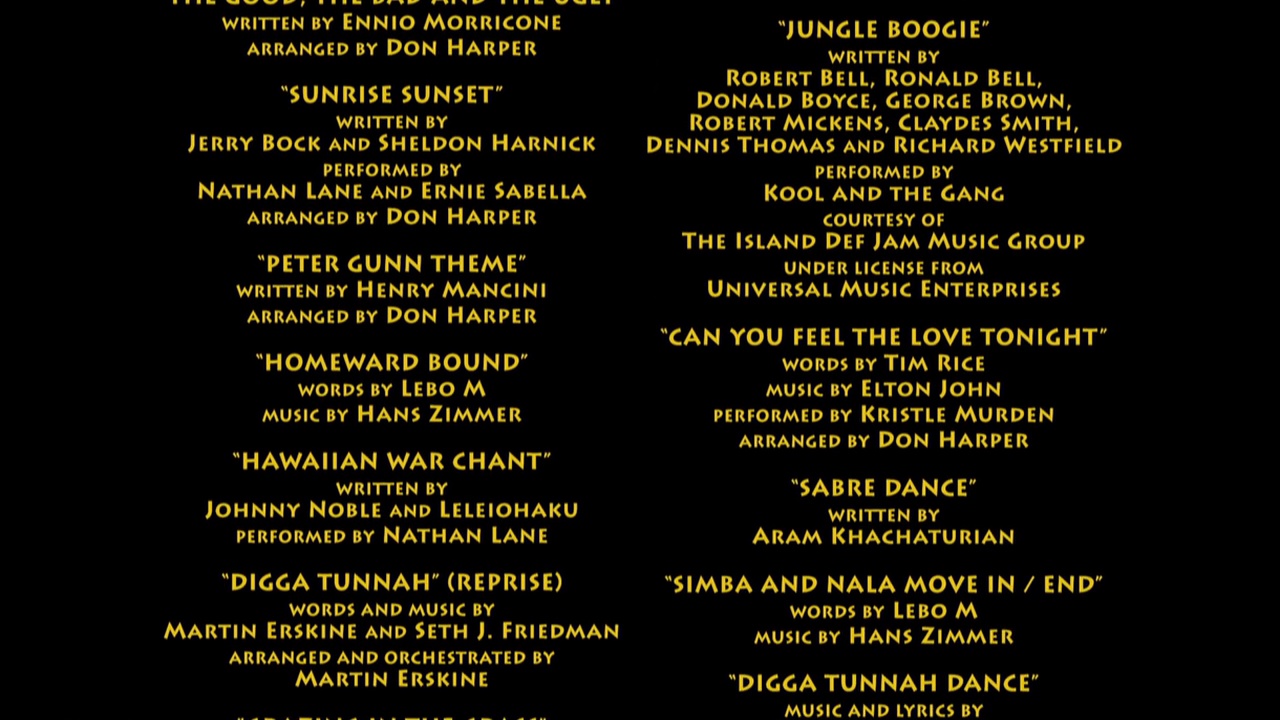 THE GOOD, THE BAD AND THE UGLY
WRITTEN BY ENNIO MORRICONE
ARRANGED BY DON HARPER
"SUNRISE SUNSET"
WRITTEN BY
JERRY BOCK AND SHELDON HARNICK
PERFORMED BY
NATHAN LANE AND ERNIE SABELLA
ARRANGED BY DON HARPER
"PETER GUNN THEME"
WRITTEN BY HENRY MANCINI
ARRANGED BY DON HARPER
"HOMEWARD BOUND"
WORDS BY LEBO M
MUSIC BY HANS ZIMMER
"HAWAIIAN WAR CHANT"
WRITTEN BY
JOHNNY NOBLE AND LELEIOHAKU
PERFORMED BY NATHAN LANE
"DIGGA TUNNAH" (REPRISE)
WORDS AND MUSIC BY
MARTIN ERSKINE AND SETH J. FRIEDMAN
ARRANGED AND ORCHESTRATED BY
MARTIN ERSKINE
"JUNGLE BOOGIE"
WRITTEN BY
ROBERT BELL, RONALD BELL,
DONALD BOYCE, GEORGE BROWN,
ROBERT MICKENS, CLAYDES SMITH,
DENNIS THOMAS AND RICHARD WESTFIELD
PERFORMED BY
KOOL AND THE GANG
COURTESY OF
THE ISLAND DEF JAM MUSIC GROUP
UNDER LICENSE FROM
UNIVERSAL MUSIC ENTERPRISES
"CAN YOU FEEL THE LOVE TONIGHT"
WORDS BY TIM RICE
MUSIC BY ELTON JOHN
PERFORMED BY KRISTLE MURDEN
ARRANGED BY DON HARPER
"SABRE DANCE"
WRITTEN BY
ARAM KHACHATURIAN
"SIMBA AND NALA MOVE IN / END"
WORDS BY LEBO M
MUSIC BY HANS ZIMMER
"DIGGA TUNNAH DANCE"
MUSIC AND LYRICS BY